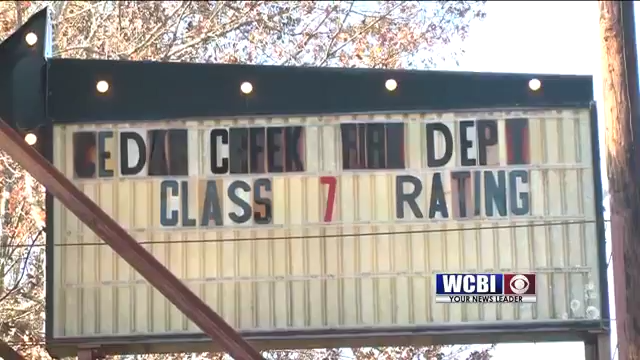 CEDAR CREEK FIRE DEPT
CLASS 7 RATING
WCBI
YOUR NEWS LEADER